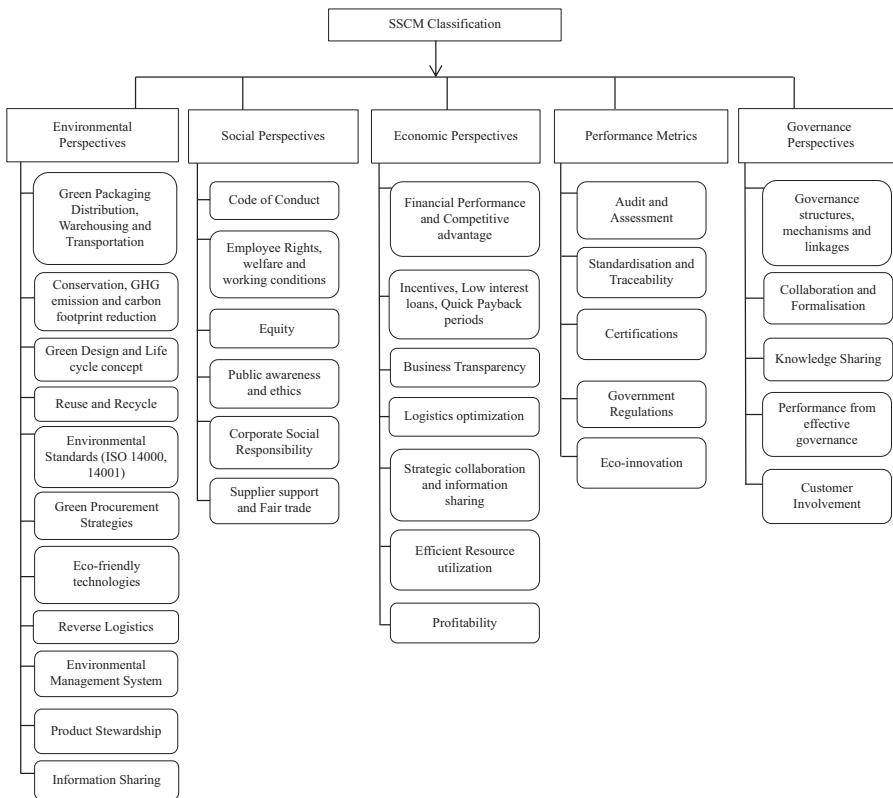 SSCM Classification
Environmental
Perspectives
Social Perspectives
Economic Perspectives
Performance Metrics
Governance
Perspectives
Green Packaging
Distribution,
Warehousing and
Transportation
Conservation, GHG
emission and carbon
footprint reduction
Green Design and Life
cycle concept
Reuse and Recycle
Environmental
Standards (ISO 14000,
14001)
Green Procurement
Strategies
Eco-friendly
technologies
Reverse Logistics
Environmental
Management System
Product Stewardship
Information Sharing
Code of Conduct
Employee Rights,
welfare and
working conditions
Equity
Public awareness
and ethics
Corporate Social
Responsibility
Supplier support
and Fair trade
Financial Performance
and Competitive
advantage
Incentives, Low interest
loans, Quick Payback
periods
Business Transparency
Logistics optimization
Strategic collaboration
and information
sharing
Efficient Resource
utilization
Profitability
Audit and
Assessment
Standardisation and
Traceability
Certifications
Government
Regulations
Eco-innovation
Governance
structures,
mechanisms and
linkages
Collaboration and
Formalisation
Knowledge Sharing
Performance from
effective
governance
Customer
Involvement